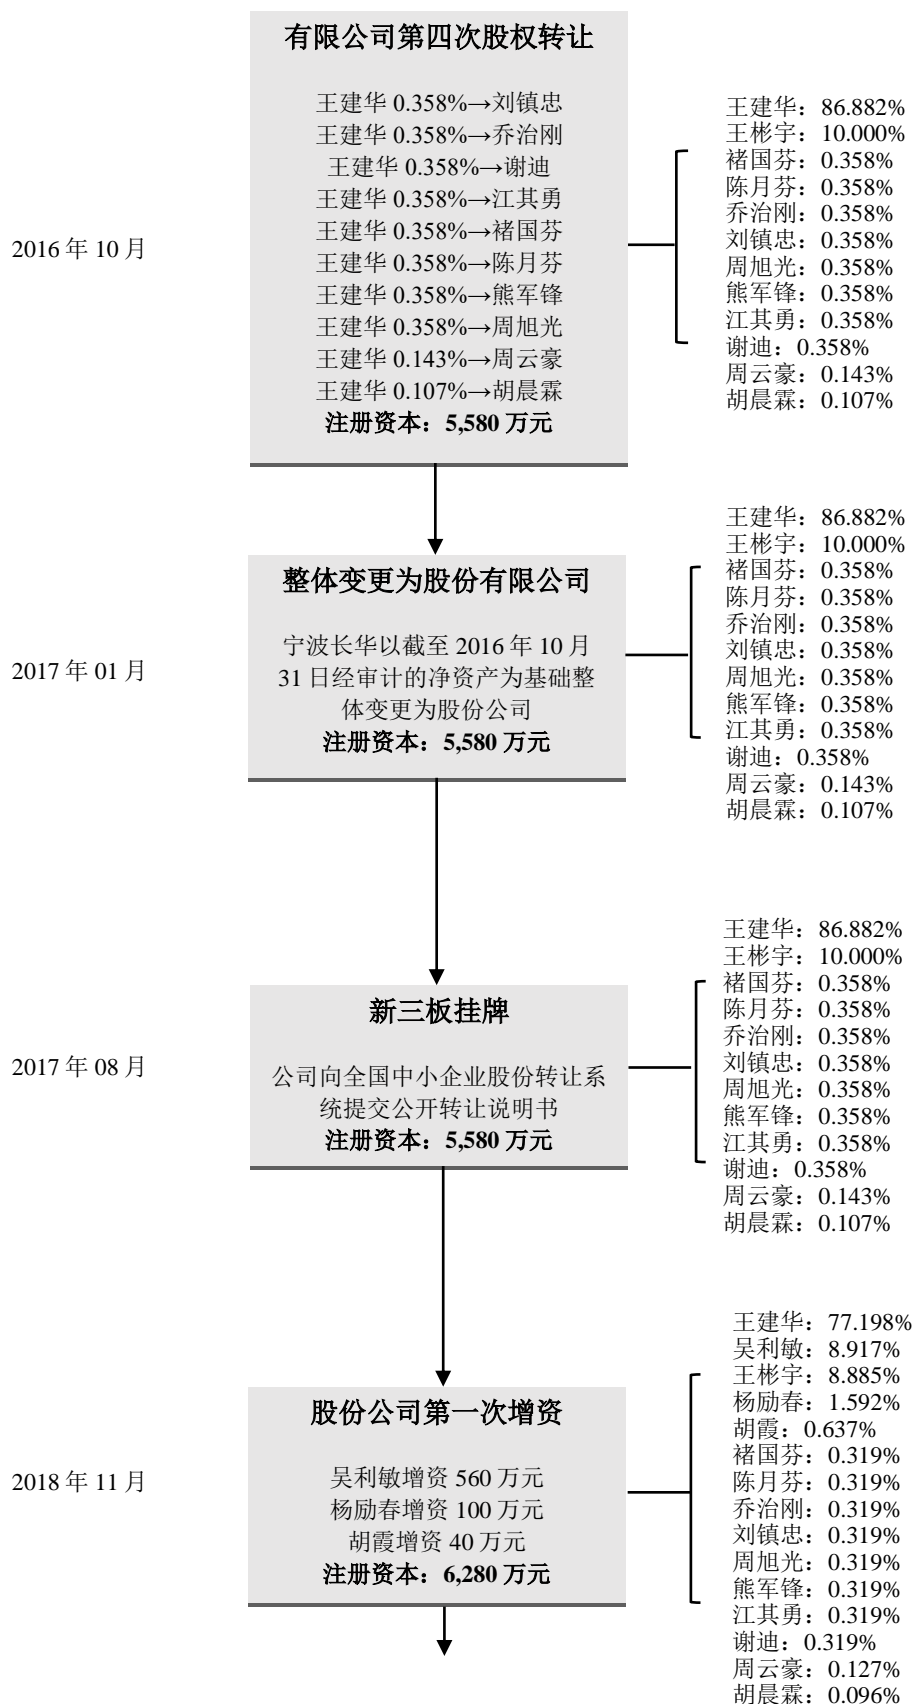 有限公司第四次股权转让
王建华 0.358%→刘镇忠
王建华 0.358%→乔治刚
王建华 0.358%→谢迪
王建华 0.358%→江其勇
王建华 0.358%→褚国芬
王建华 0.358%→陈月芬
王建华 0.358%→熊军锋
王建华 0.358%→周旭光
王建华 0.143%→周云豪
王建华 0.107%→胡晨霖
注册资本：5,580 万元
2016 年 10 月
王建华：86.882%
王彬宇：10.000%
褚国芬：0.358%
陈月芬：0.358%
乔治刚：0.358%
刘镇忠：0.358%
周旭光：0.358%
熊军锋：0.358%
江其勇：0.358%
谢迪：0.358%
周云豪：0.143%
胡晨霖：0.107%
整体变更为股份有限公司
宁波长华以截至 2016 年 10 月
31 日经审计的净资产为基础整
体变更为股份公司
注册资本：5,580 万元
2017 年 01 月
王建华：86.882%
王彬宇：10.000%
褚国芬：0.358%
陈月芬：0.358%
乔治刚：0.358%
刘镇忠：0.358%
周旭光：0.358%
熊军锋：0.358%
江其勇：0.358%
谢迪：0.358%
周云豪：0.143%
胡晨霖：0.107%
新三板挂牌
公司向全国中小企业股份转让系
统提交公开转让说明书
注册资本：5,580 万元
2017 年 08 月
王建华：86.882%
王彬宇：10.000%
褚国芬：0.358%
陈月芬：0.358%
乔治刚：0.358%
刘镇忠：0.358%
周旭光：0.358%
熊军锋：0.358%
江其勇：0.358%
谢迪：0.358%
周云豪：0.143%
胡晨霖：0.107%
股份公司第一次增资
吴利敏增资 560 万元
杨励春增资 100 万元
胡霞增资 40 万元
注册资本：6,280 万元
2018 年 11 月
王建华：77.198%
吴利敏：8.917%
王彬宇：8.885%
杨励春：1.592%
胡霞：0.637%
褚国芬：0.319%
陈月芬：0.319%
乔治刚：0.319%
刘镇忠：0.319%
周旭光：0.319%
熊军锋：0.319%
江其勇：0.319%
谢迪：0.319%
周云豪：0.127%
胡晨霖：0.096%